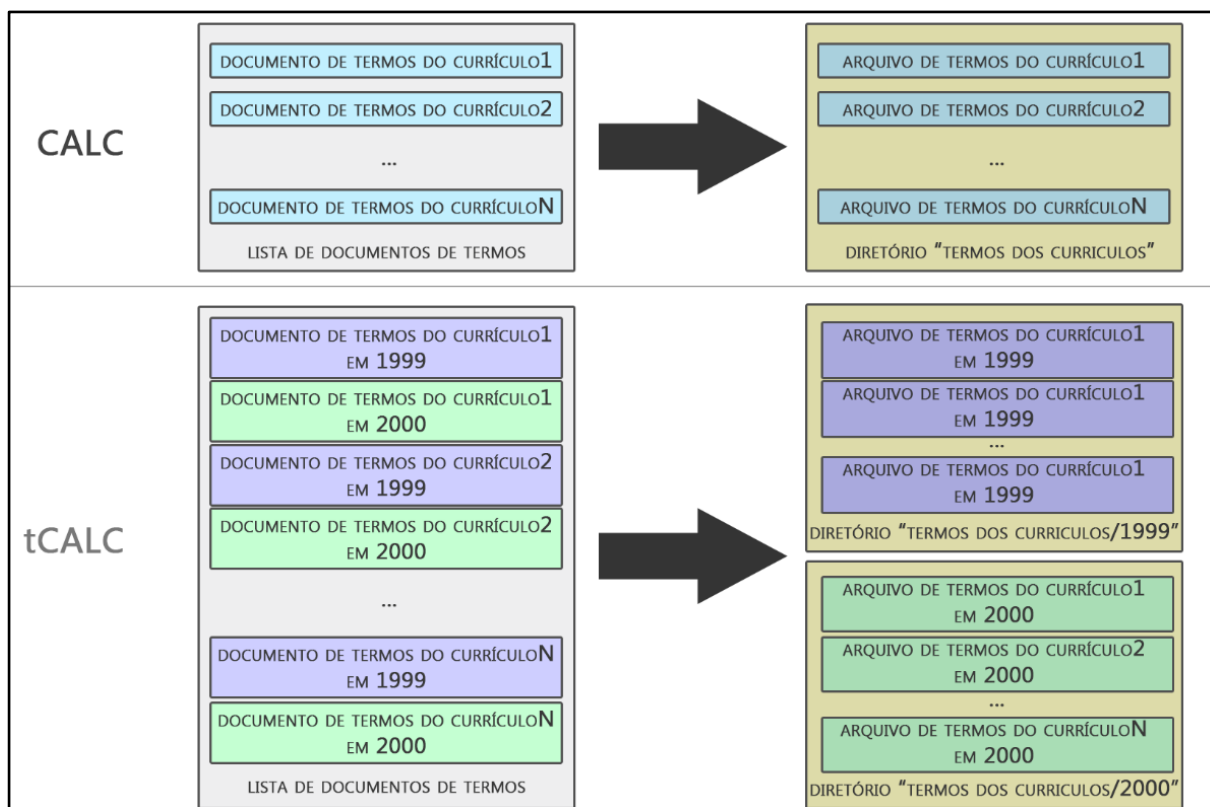 CALC
DOCUMENTO DE TERMOS DO CURRÍCULO1
DOCUMENTO DE TERMOS DO CURRÍCULO2
...
DOCUMENTO DE TERMOS DO CURRÍCULON
LISTA DE DOCUMENTOS DE TERMOS
ARQUIVO DE TERMOS DO CURRÍCULO1
ARQUIVO DE TERMOS DO CURRÍCULO2
...
ARQUIVO DE TERMOS DO CURRÍCULON
DIRETÓRIO "TERMOS DOS CURRICULOS"
tCALC
DOCUMENTO DE TERMOS DO CURRÍCULO1
EM 1999
DOCUMENTO DE TERMOS DO CURRÍCULO1
EM 2000
DOCUMENTO DE TERMOS DO CURRÍCULO2
EM 1999
DOCUMENTO DE TERMOS DO CURRÍCULO2
EM 2000
...
DOCUMENTO DE TERMOS DO CURRÍCULON
EM 1999
DOCUMENTO DE TERMOS DO CURRÍCULON
EM 2000
LISTA DE DOCUMENTOS DE TERMOS
ARQUIVO DE TERMOS DO CURRÍCULO1
EM 1999
ARQUIVO DE TERMOS DO CURRÍCULO1
EM 1999
...
ARQUIVO DE TERMOS DO CURRÍCULO1
EM 1999
DIRETÓRIO "TERMOS DOS CURRICULOS/1999"
ARQUIVO DE TERMOS DO CURRÍCULO1
EM 2000
ARQUIVO DE TERMOS DO CURRÍCULO2
EM 2000
...
ARQUIVO DE TERMOS DO CURRÍCULON
EM 2000
DIRETÓRIO "TERMOS DOS CURRICULOS/2000"